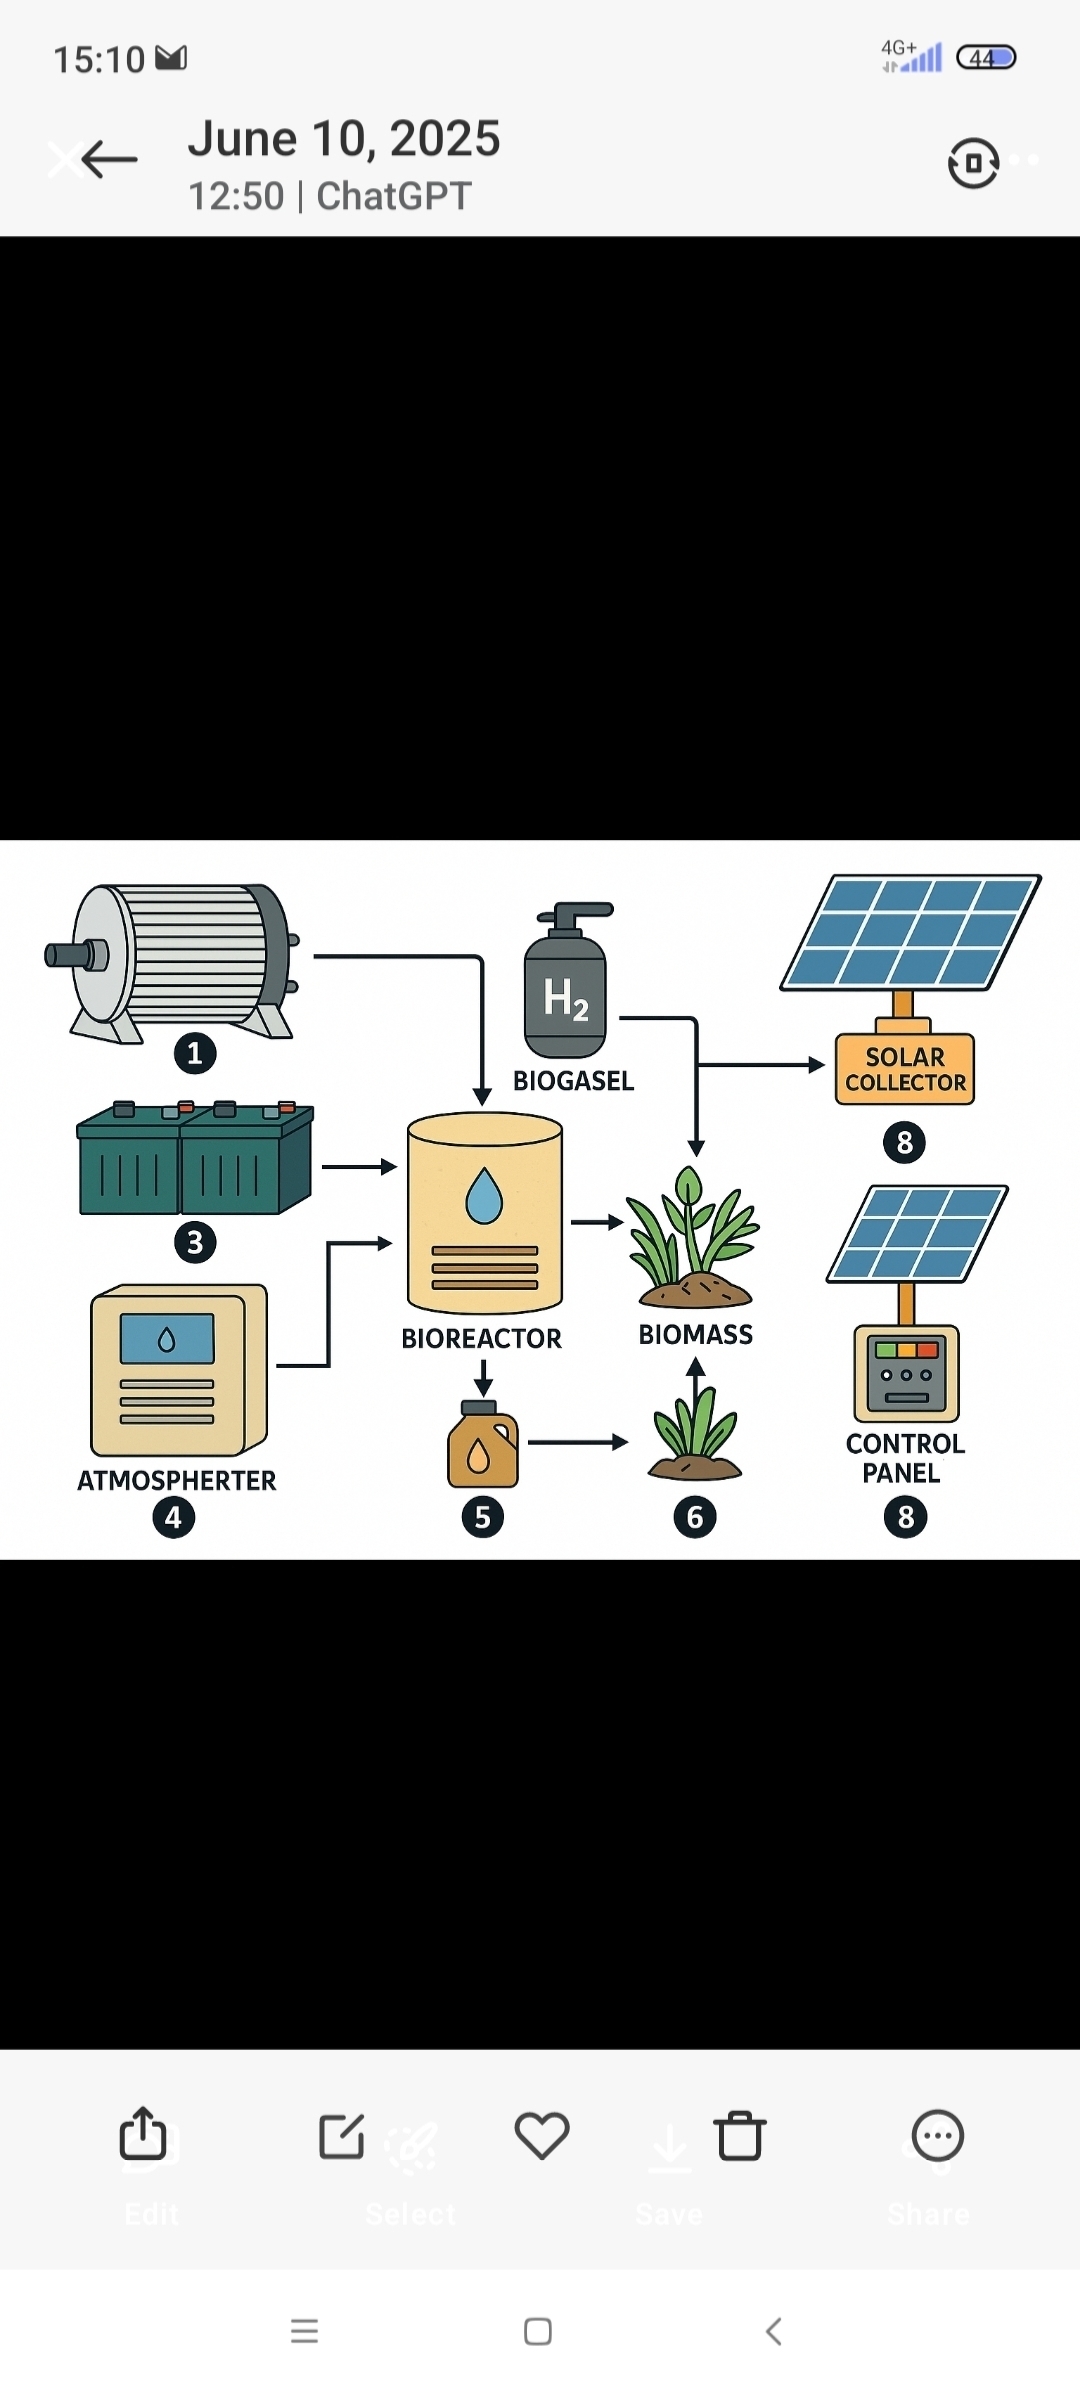 15:10
4G+
44
June 10, 2025
12:50 | ChatGPT
1
H2
BIOGASEL
SOLAR
COLLECTOR
8
3
BIOREACTOR
BIOMASS
ATMOSPHERTER
4
5
6
CONTROL
PANEL
8
Edit
Select
Save
Share